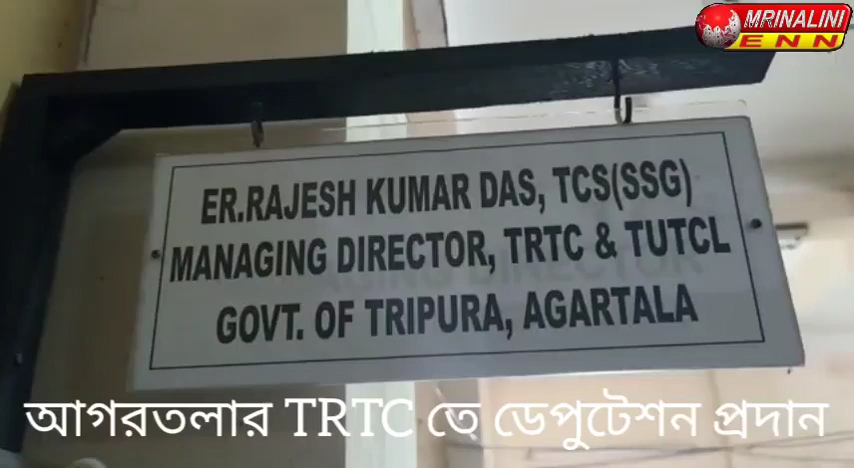 MRINALINI
ENN
ER.RAJESH KUMAR DAS, TCS(SSG)
MANAGING DIRECTOR, TRTC & TUTCL
GOVT. OF TRIPURA, AGARTALA
আগরতলার TRTC তে ডেপুটেশন প্রদান